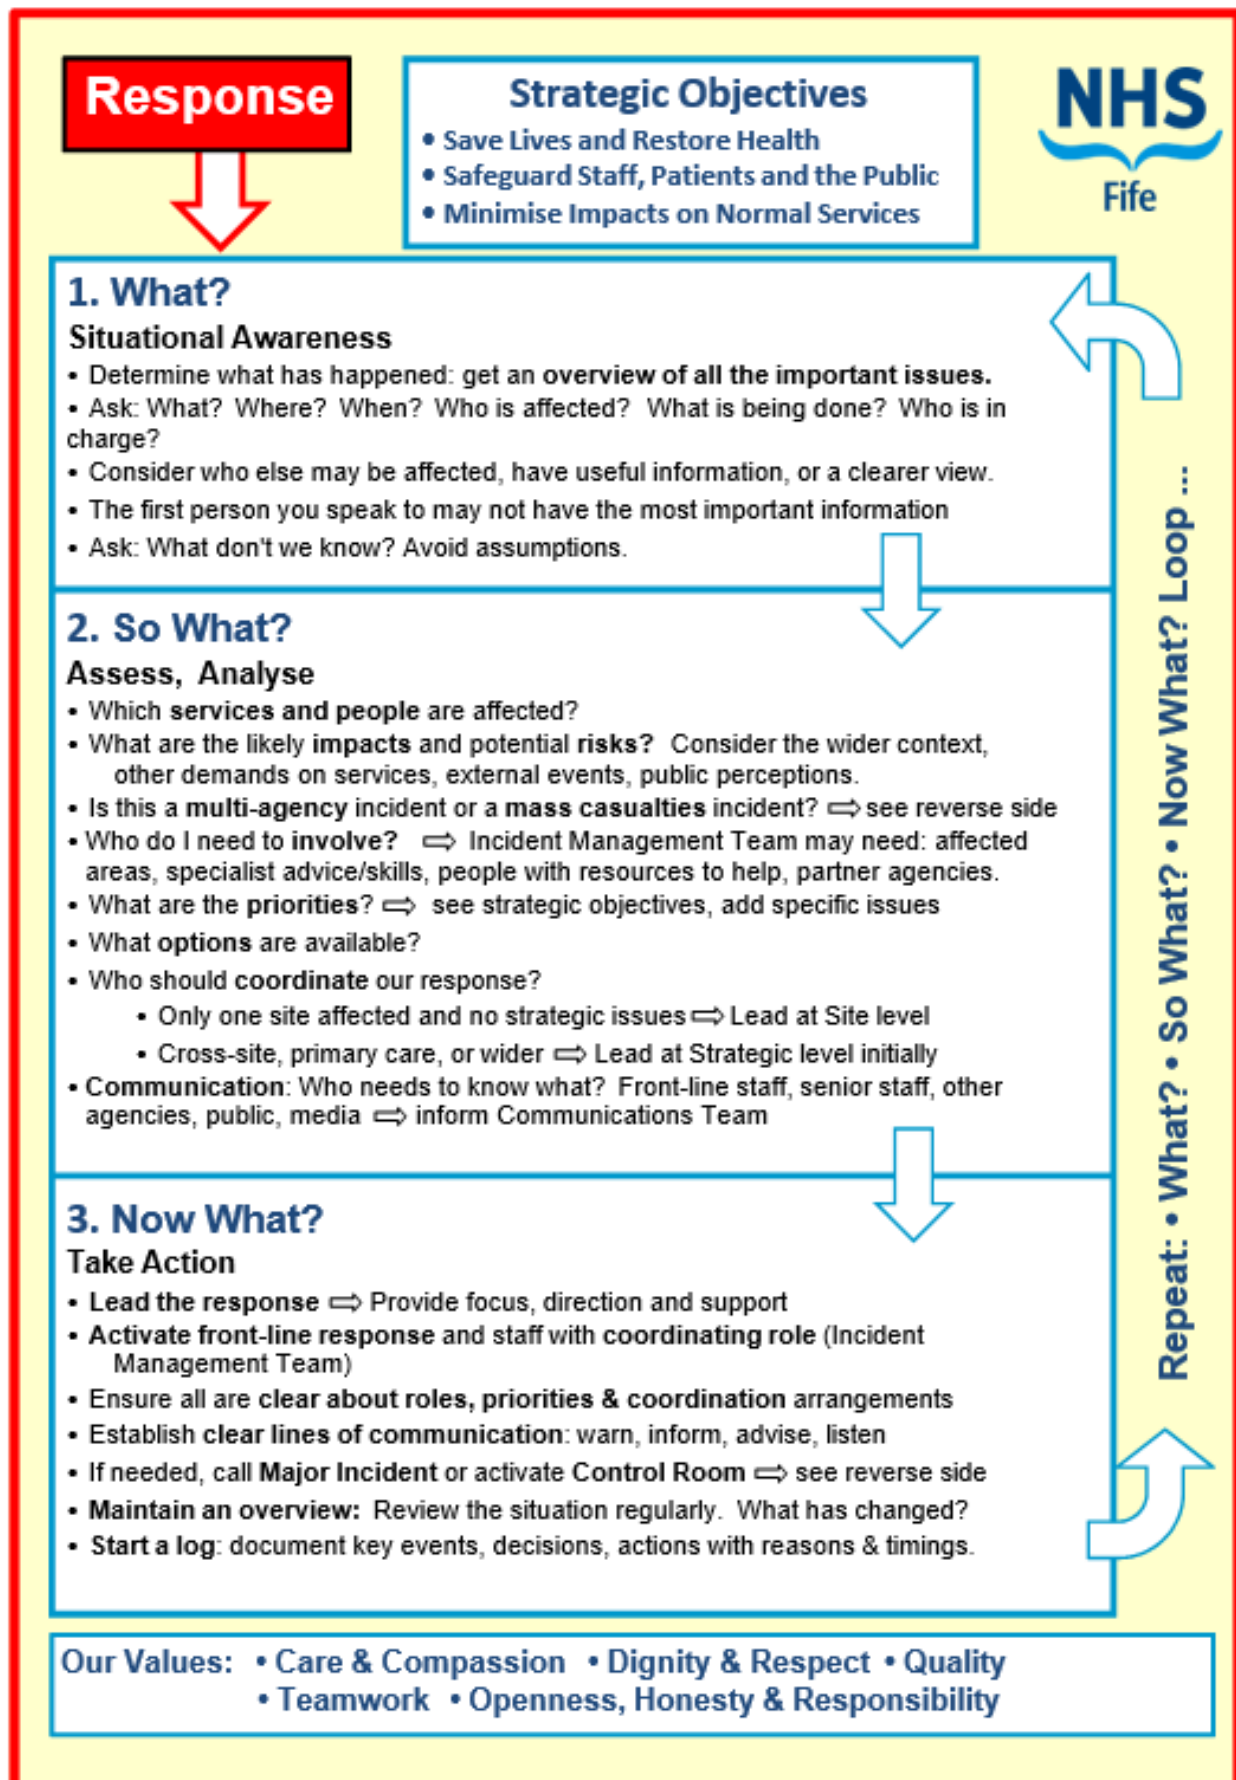 Response
Strategic Objectives
• Save Lives and Restore Health
• Safeguard Staff, Patients and the Public
• Minimise Impacts on Normal Services
NHS
Fife
1. What?
Situational Awareness
• Determine what has happened: get an overview of all the important issues.
• Ask: What? Where? When? Who is affected? What is being done? Who is in
charge?
• Consider who else may be affected, have useful information, or a clearer view.
• The first person you speak to may not have the most important information
• Ask: What don't we know? Avoid assumptions.
2. So What?
Assess, Analyse
• Which services and people are affected?
• What are the likely impacts and potential risks? Consider the wider context,
other demands on services, external events, public perceptions.
• Is this a multi-agency incident or a mass casualties incident? ⇨ see reverse side
• Who do I need to involve? ⇨ Incident Management Team may need: affected
areas, specialist advice/skills, people with resources to help, partner agencies.
• What are the priorities? ⇨ see strategic objectives, add specific issues
• What options are available?
• Who should coordinate our response?
• Only one site affected and no strategic issues ⇨ Lead at Site level
• Cross-site, primary care, or wider ⇨ Lead at Strategic level initially
• Communication: Who needs to know what? Front-line staff, senior staff, other
agencies, public, media ⇨ inform Communications Team
3. Now What?
Take Action
• Lead the response ⇨ Provide focus, direction and support
• Activate front-line response and staff with coordinating role (Incident
Management Team)
• Ensure all are clear about roles, priorities & coordination arrangements
• Establish clear lines of communication: warn, inform, advise, listen
• If needed, call Major Incident or activate Control Room ⇨ see reverse side
• Maintain an overview: Review the situation regularly. What has changed?
• Start a log: document key events, decisions, actions with reasons & timings.
Repeat: • What? • So What? • Now What? Loop ...
Our Values: • Care & Compassion • Dignity & Respect • Quality
• Teamwork • Openness, Honesty & Responsibility